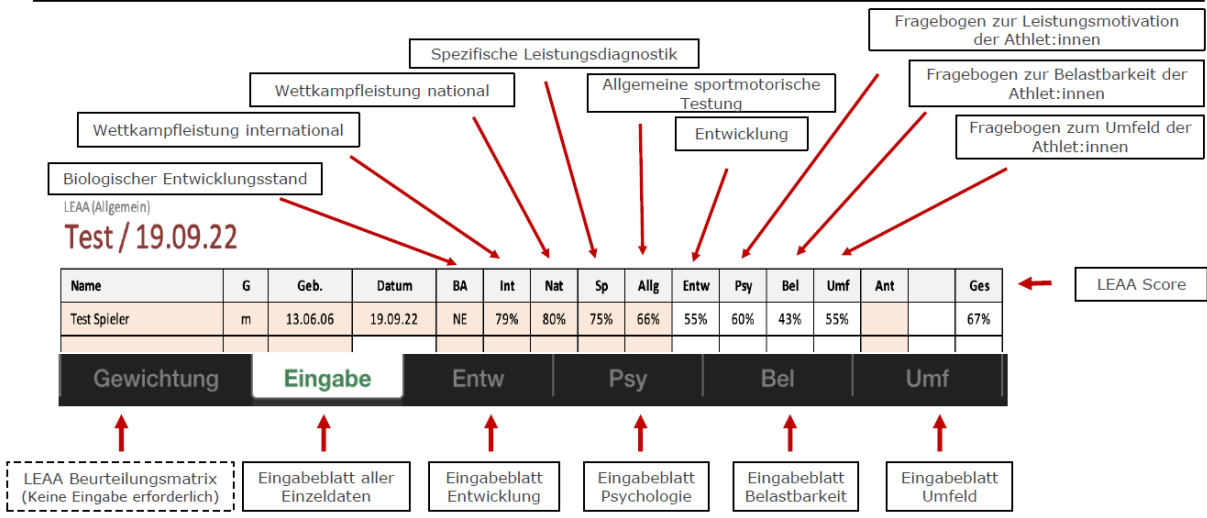 Fragebogen zur Leistungsmotivation
der Athlet:innen
Spezifische Leistungsdiagnostik
Fragebogen zur Belastbarkeit der
Athlet:innen
Wettkampfleistung national
Allgemeine sportmotorische
Testung
Wettkampfleistung international
Entwicklung
Fragebogen zum Umfeld der
Athlet:innen
Biologischer Entwicklungsstand
LEAA (Allgemein)
Test / 19.09.22
Name G Geb. Datum BA Int Nat Sp Allg Entw Psy Bel Umf Ant Ges
LEAA Score
Test Spieler m 13.06.06 19.09.22 NE 79% 80% 75% 66% 55% 60% 43% 55% 67%
Gewichtung Eingabe Entw Psy Bel Umf
LEAA Beurteilungsmatrix
(Keine Eingabe erforderlich)
Eingabeblatt aller
Einzeldaten
Eingabeblatt
Entwicklung
Eingabeblatt
Psychologie
Eingabeblatt
Belastbarkeit
Eingabeblatt
Umfeld